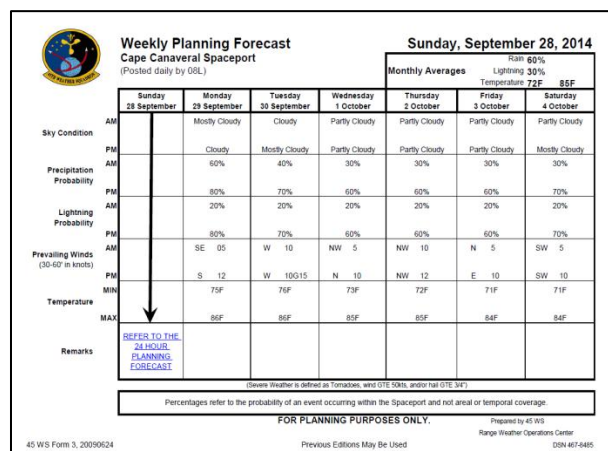 Weekly Planning Forecast
Cape Canaveral Spaceport
(Posted daily by 08L)
Sunday, September 28, 2014
Monthly Averages
Rain 60%
Lightning 30%
Temperature 72F 85F
Sunday Monday Tuesday Wednesday Thursday Friday Saturday
28 September 29 September 30 September 1 October 2 October 3 October 4 October
Sky Condition
AM Mostly Cloudy Cloudy Partly Cloudy Partly Cloudy Partly Cloudy Partly Cloudy
PM Cloudy Mostly Cloudy Partly Cloudy Partly Cloudy Partly Cloudy Mostly Cloudy
Precipitation
Probability
AM 60% 40% 30% 30% 30% 30%
PM 80% 70% 60% 60% 60% 70%
Lightning
Probability
AM 20% 20% 20% 20% 20% 20%
PM 80% 70% 60% 60% 60% 70%
Prevailing Winds
(30-60' in knots)
AM SE 05 W 10 NW 5 NW 10 N 5 SW 5
PM S 12 W 10G15 N 10 NW 12 E 10 SW 10
Temperature
MIN 75F 76F 73F 72F 71F 71F
MAX 86F 86F 85F 85F 84F 84F
Remarks
REFER TO THE
24 HOUR
PLANNING
FORECAST
(Severe Weather is defined as Tornadoes, wind GTE 50kts, and/or hail GTE 3/4")
Percentages refer to the probability of an event occurring within the Spaceport and not areal or temporal coverage.
FOR PLANNING PURPOSES ONLY.
Prepared by 45 WS
Range Weather Operations Center
45 WS Form 3, 20090624 Previous Editions May Be Used DSN 467-8485